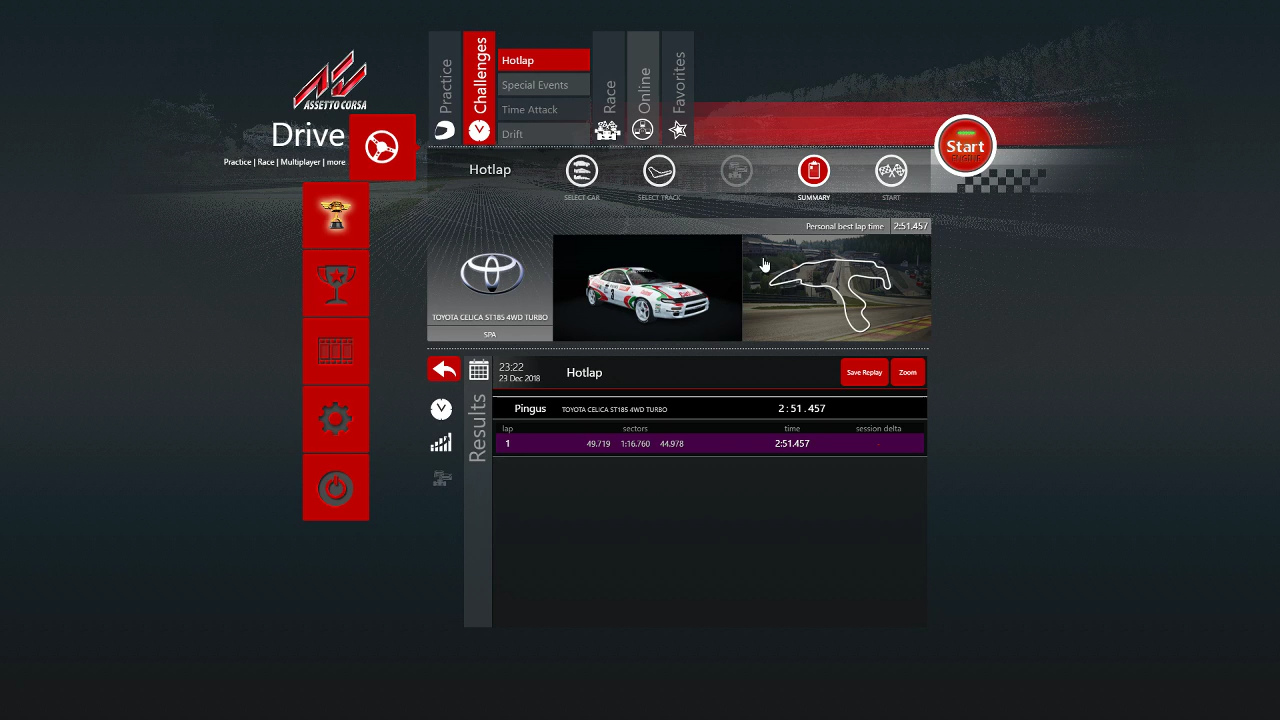 Practice
Challenges
Hotlap
Special Events
Time Attack
Drift
Race
Online
Favorites
ASSETTO CORSA
Drive
Practice | Race | Multiplayer | more
Start
ENGINE
Hotlap
SELECT CAR
SELECT TRACK
SUMMARY
START
Personal best lap time 2:51.457
TOYOTA CELICA ST185 4WD TURBO
SPA
23:22
23 Dec 2018
Hotlap
Save Replay
Zoom
Results
Pingus TOYOTA CELICA ST185 4WD TURBO 2:51.457
lap sectors time session delta
1 49.719 1:16.760 44.978 2:51.457 -